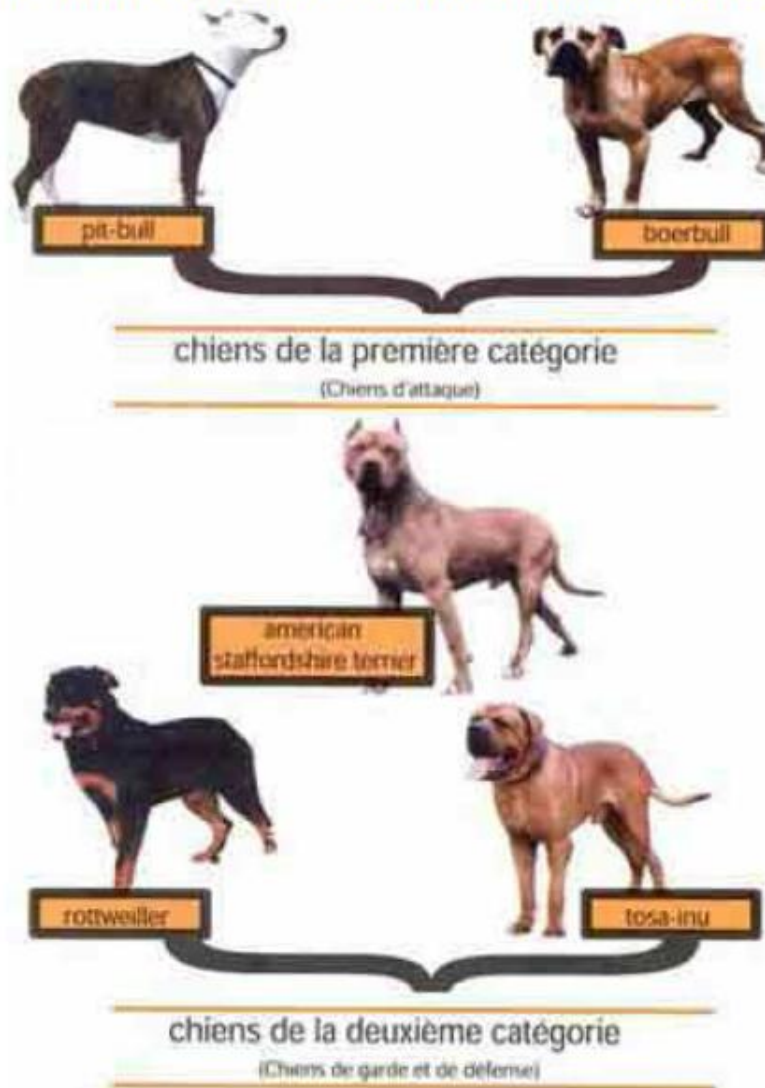 pit-bull
boerbull
chiens de la première catégorie
(Chiens d'attaque)
american
staffordshire terrier
rottweiller
tosa-inu
chiens de la deuxième catégorie
(Chiens de garde et de défense)